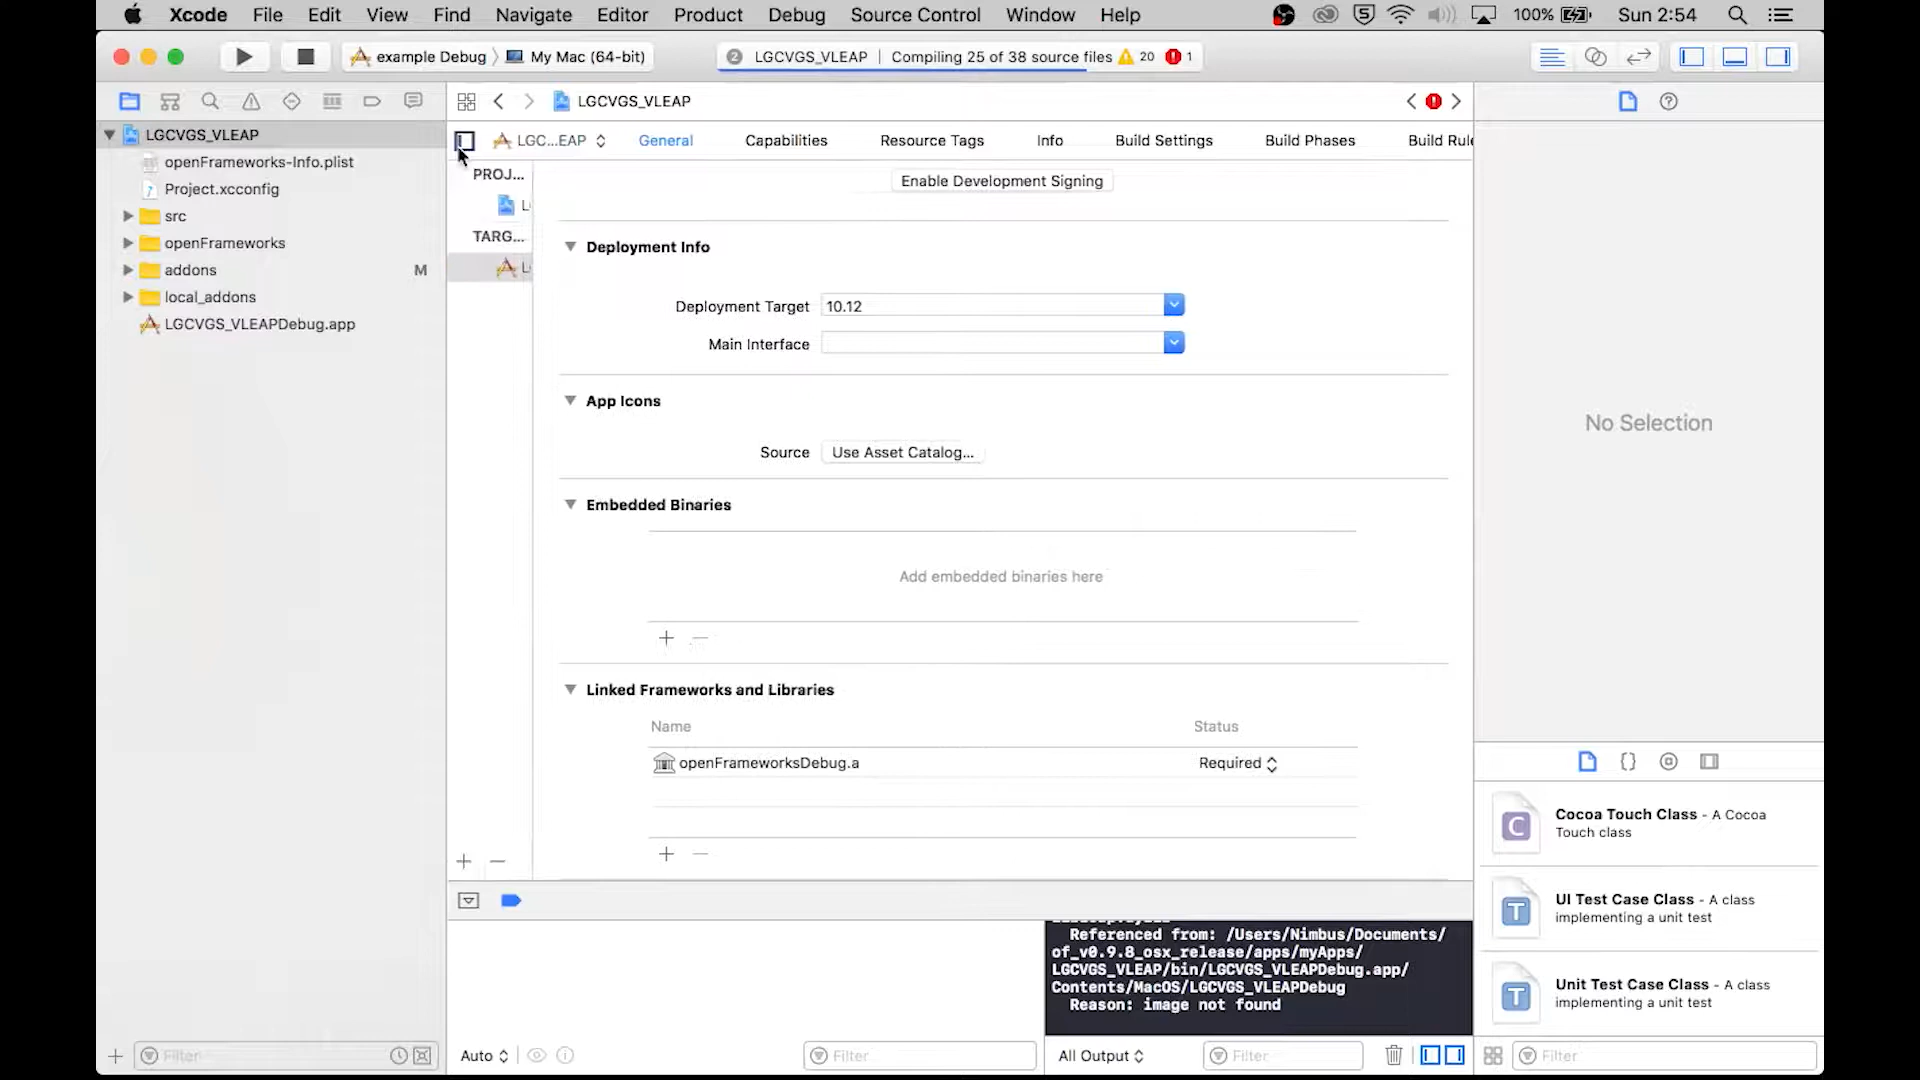 Xcode File Edit View Find Navigate Editor Product Debug Source Control Window Help 5 100% Sun 2:54
example Debug My Mac (64-bit) 2 LGCVGS_VLEAP Compiling 25 of 38 source files 20 1
LGCVGS_VLEAP
LGCVGS_VLEAP
openFrameworks-Info.plist
Project.xcconfig
src
openFrameworks
addons M
local_addons
LGCVGS_VLEAPDebug.app
LGC...EAP General Capabilities Resource Tags Info Build Settings Build Phases Build Rule
PROJ...
L
TARG...
L
Enable Development Signing
Deployment Info
Deployment Target 10.12
Main Interface
App Icons
Source Use Asset Catalog...
Embedded Binaries
Add embedded binaries here
+ —
Linked Frameworks and Libraries
Name Status
openFrameworksDebug.a Required
+ —
+ —
No Selection
{}
C Cocoa Touch Class - A Cocoa
Touch class
T UI Test Case Class - A class
implementing a unit test
T Unit Test Case Class - A class
implementing a unit test
Referenced from: /Users/Nimbus/Documents/
of_v0.9.8_osx_release/apps/myApps/
LGCVGS_VLEAP/bin/LGCVGS_VLEAPDebug.app/
Contents/MacOS/LGCVGS_VLEAPDebug
Reason: image not found
+ Filter Auto Filter All Output Filter Filter